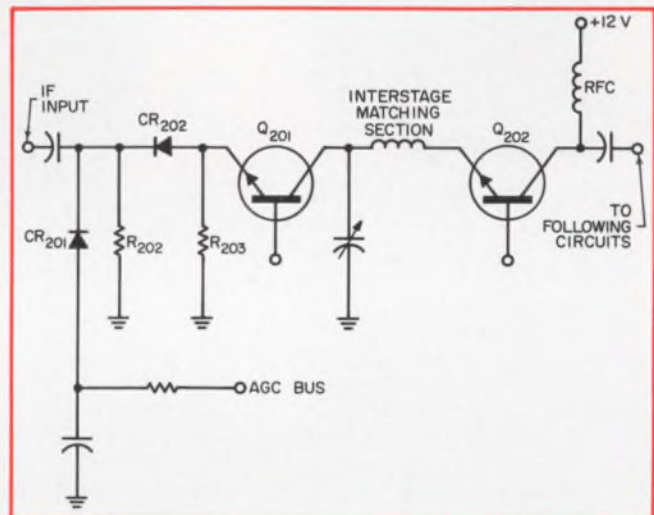 +12 V
RFC
IF
INPUT
CR202
Q201
INTERSTAGE
MATCHING
SECTION
Q202
CR201
R202
R203
TO
FOLLOWING
CIRCUITS
AGC BUS